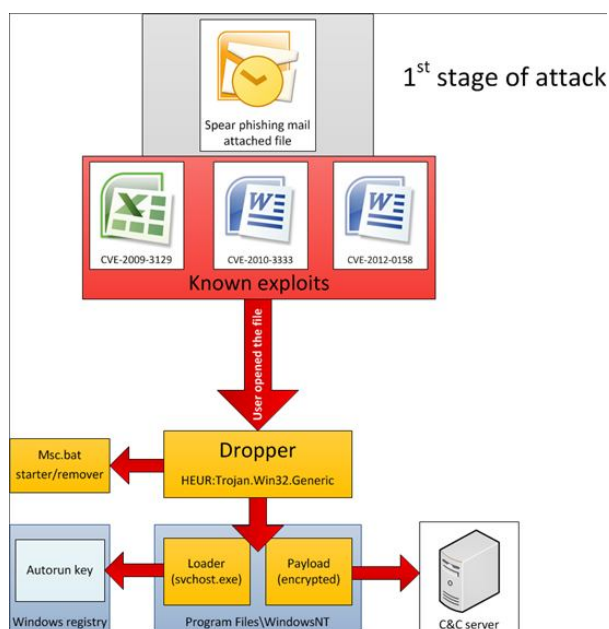 1st stage of attack
Spear phishing mail
attached file
CVE-2009-3129
CVE-2010-3333
CVE-2012-0158
Known exploits
User opened the file
Msc.bat
starter/remover
Dropper
HEUR:Trojan.Win32.Generic
Autorun key
Windows registry
Loader
(svchost.exe)
Payload
(encrypted)
Program Files\WindowsNT
C&C server